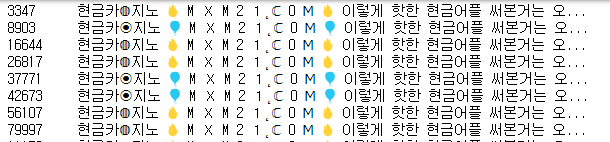 3347 현금카◍지노💧M X M 2 1 ˛ C O M💧이렇게 핫한 현금어플 써본거는 오...
8903 현금카⦿지노🎈M X M 2 1 ˛ C O M🎈이렇게 핫한 현금어플 써본거는 오...
16644 현금카◍지노💧M X M 2 1 ˛ C O M💧이렇게 핫한 현금어플 써본거는 오...
26817 현금카◍지노💧M X M 2 1 ˛ C O M💧이렇게 핫한 현금어플 써본거는 오...
37771 현금카⦿지노🎈M X M 2 1 ˛ C O M🎈이렇게 핫한 현금어플 써본거는 오...
42673 현금카⦿지노🎈M X M 2 1 ˛ C O M🎈이렇게 핫한 현금어플 써본거는 오...
56107 현금카◍지노💧M X M 2 1 ˛ C O M💧이렇게 핫한 현금어플 써본거는 오...
79997 현금카◍지노💧M X M 2 1 ˛ C O M💧이렇게 핫한 현금어플 써본거는 오...